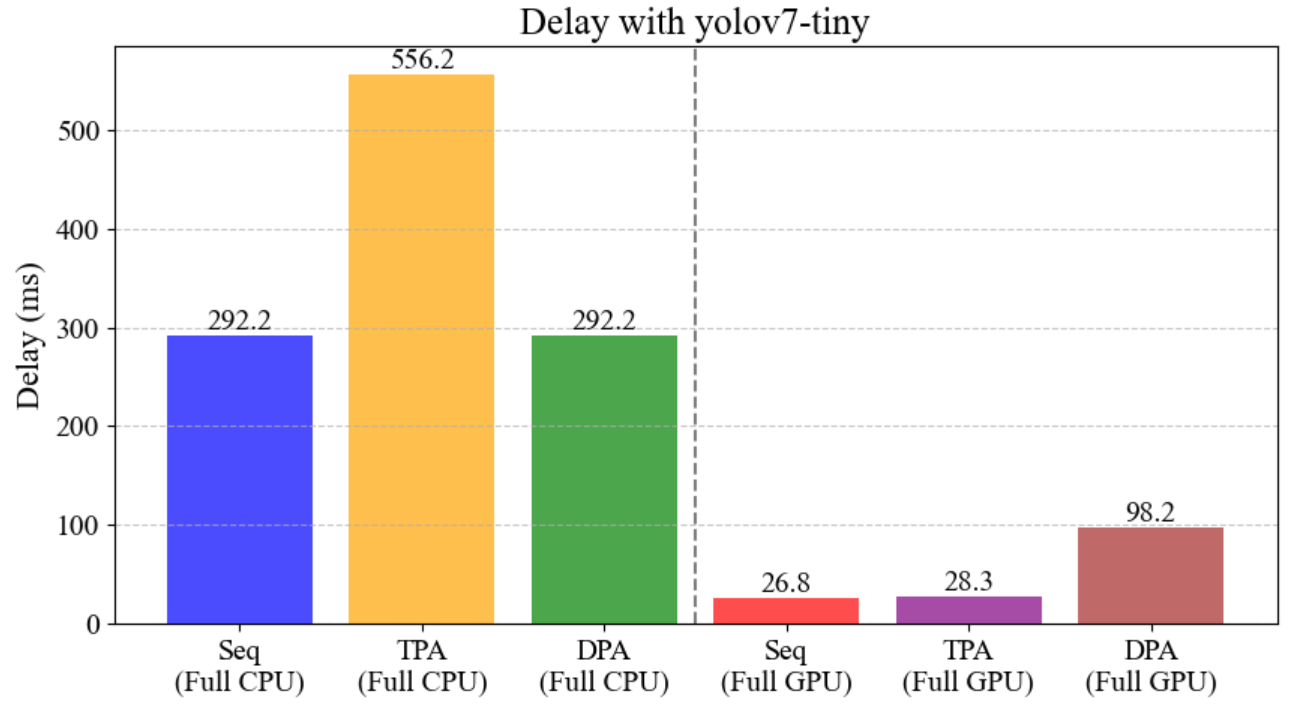 Delay with yolov7-tiny
Delay (ms)
500
400
300
200
100
0
292.2
556.2
292.2
26.8
28.3
98.2
Seq
(Full CPU)
TPA
(Full CPU)
DPA
(Full CPU)
Seq
(Full GPU)
TPA
(Full GPU)
DPA
(Full GPU)